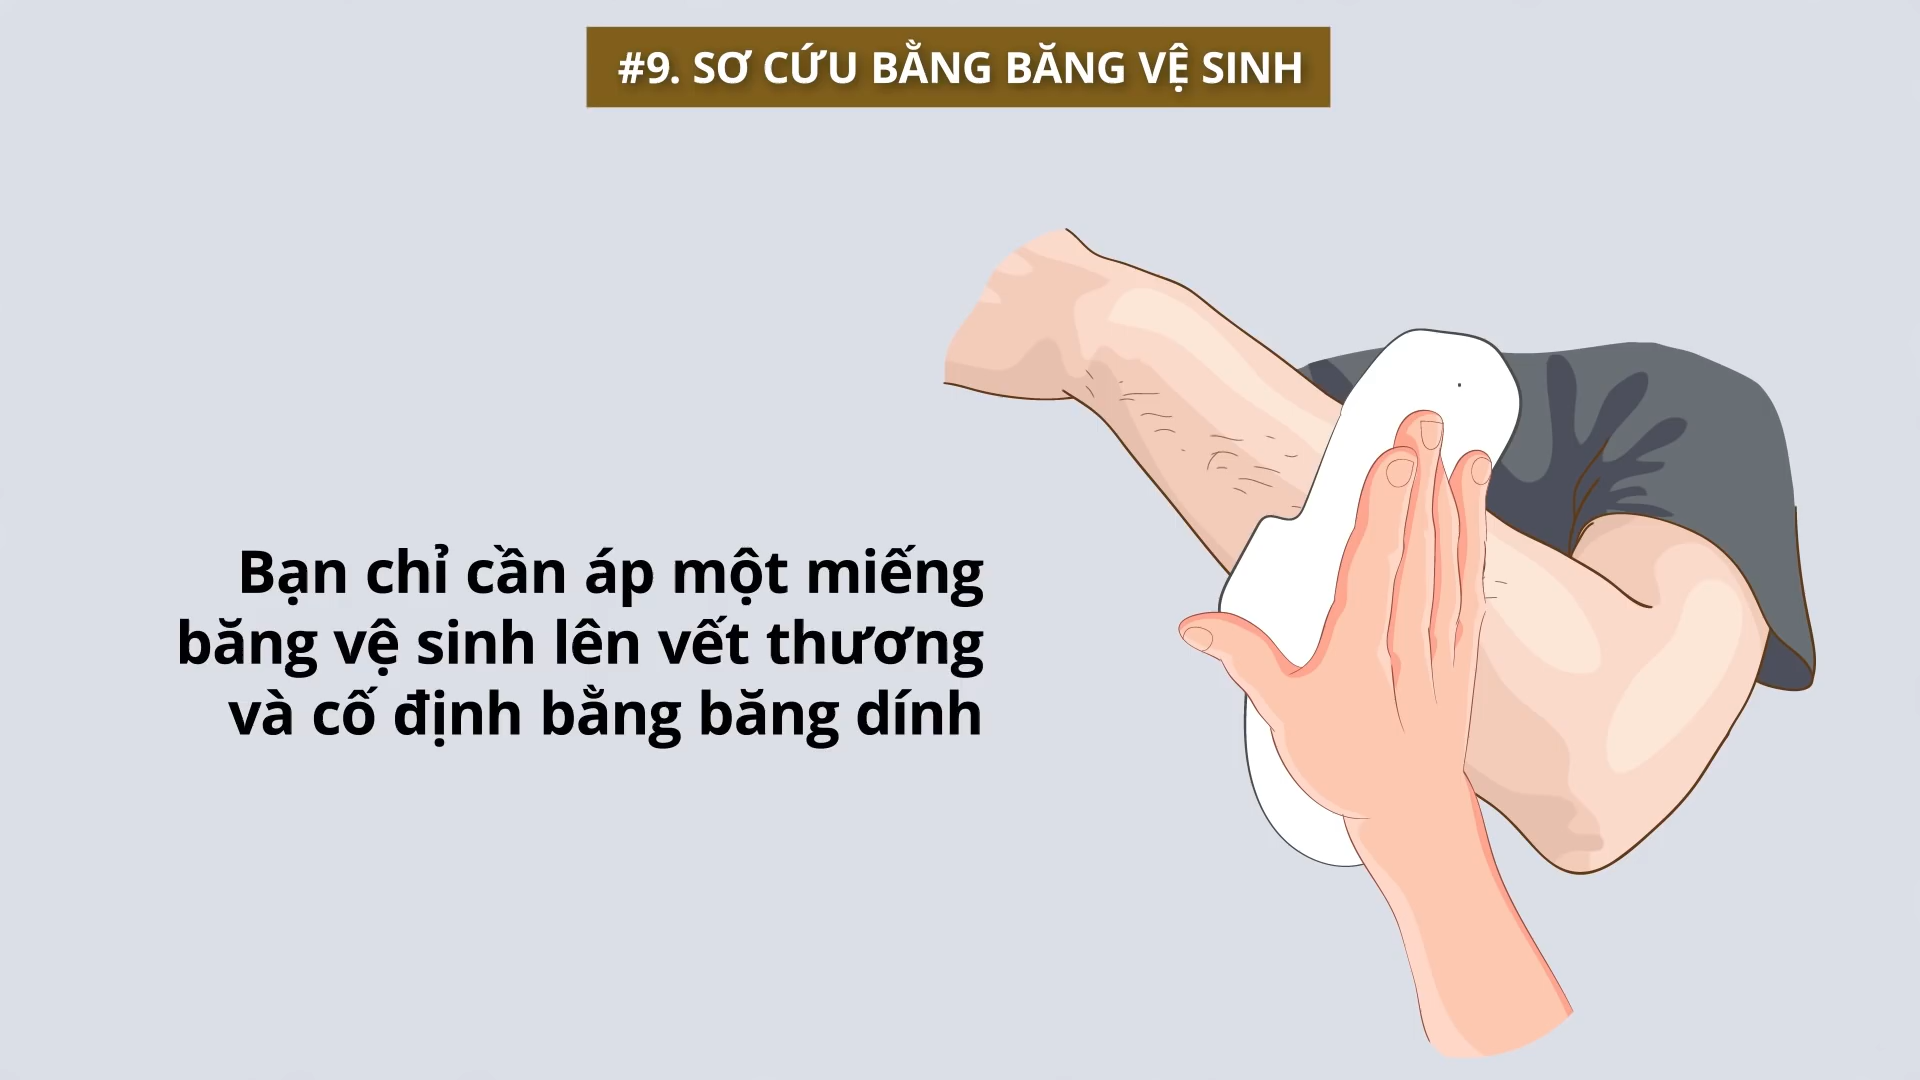 #9. SƠ CỨU BẰNG BĂNG VỆ SINH
Bạn chỉ cần áp một miếng
băng vệ sinh lên vết thương
và cố định bằng băng dính